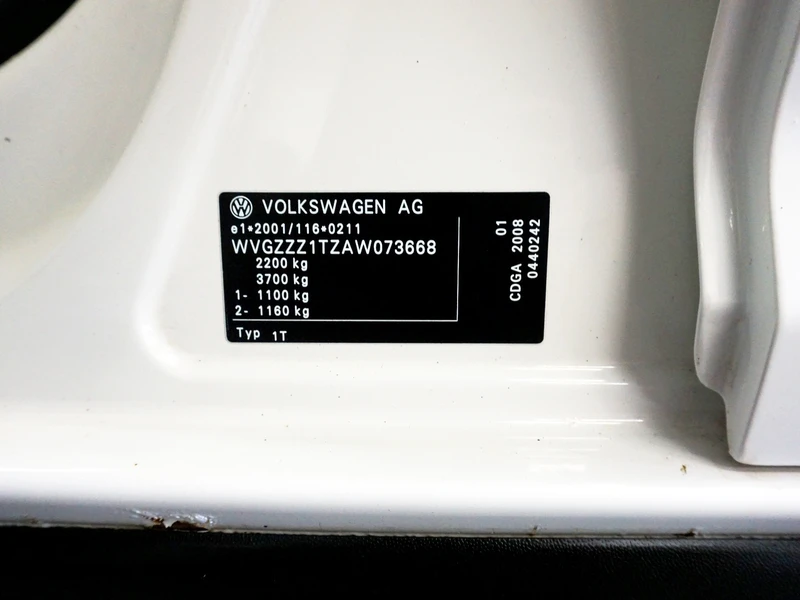 VOLKSWAGEN AG
e1*2001/116*0211
WVGZZZ1TZAW073668
2200 kg
3700 kg
1- 1100 kg
2- 1160 kg
Typ 1T
01
CDGA 2008
0440242